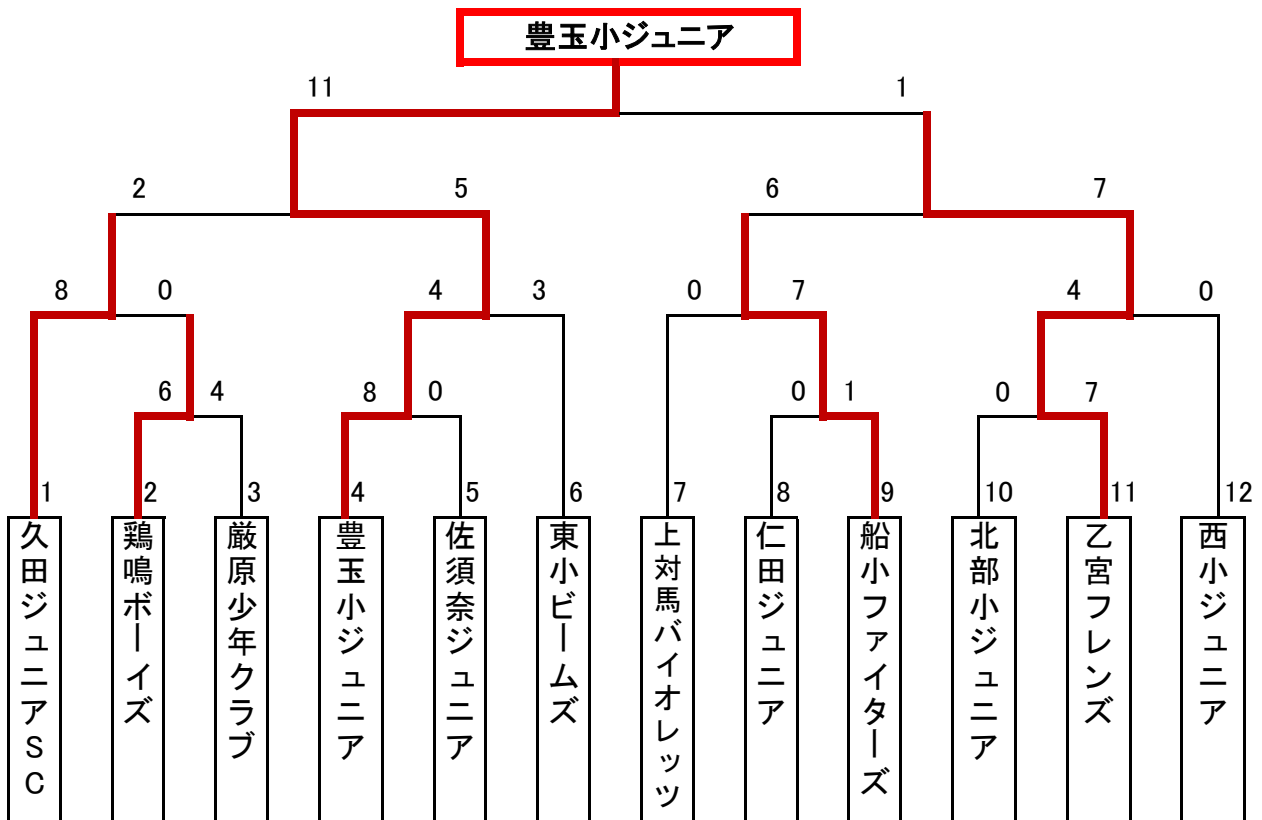 豊玉小ジュニア
11
1
2
5
6
7
8
0
4
3
0
7
4
0
6
4
8
0
0
1
0
7
1
2
3
4
5
6
7
8
9
10
11
12
久田ジュニアSC
鶏鳴ボーイズ
厳原少年クラブ
豊玉小ジュニア
佐須奈ジュニア
東小ビームズ
上対馬バイオレッツ
仁田ジュニア
船小ファイターズ
北部小ジュニア
乙宮フレンズ
西小ジュニア